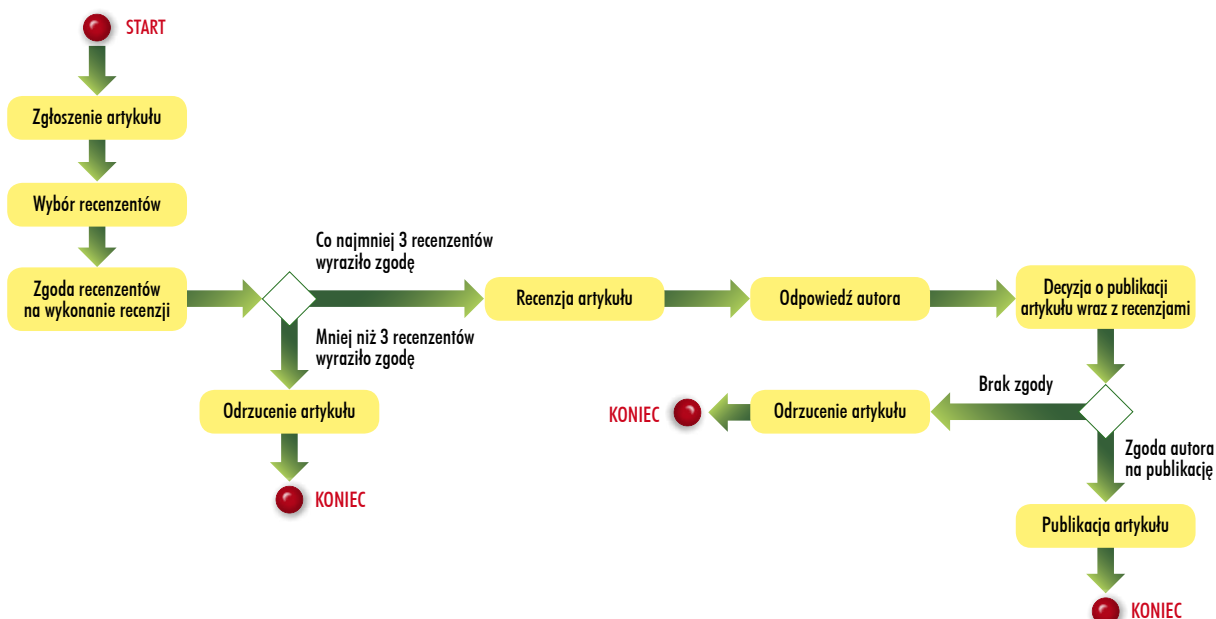 START
Zgłoszenie artykułu
Wybór recenzentów
Zgoda recenzentów
na wykonanie recenzji
Co najmniej 3 recenzentów
wyraziło zgodę
Mniej niż 3 recenzentów
wyraziło zgodę
Odrzucenie artykułu
KONIEC
Recenzja artykułu
Odpowiedź autora
Decyzja o publikacji
artykułu wraz z recenzjami
Brak zgody
Odrzucenie artykułu
KONIEC
Zgoda autora
na publikację
Publikacja artykułu
KONIEC